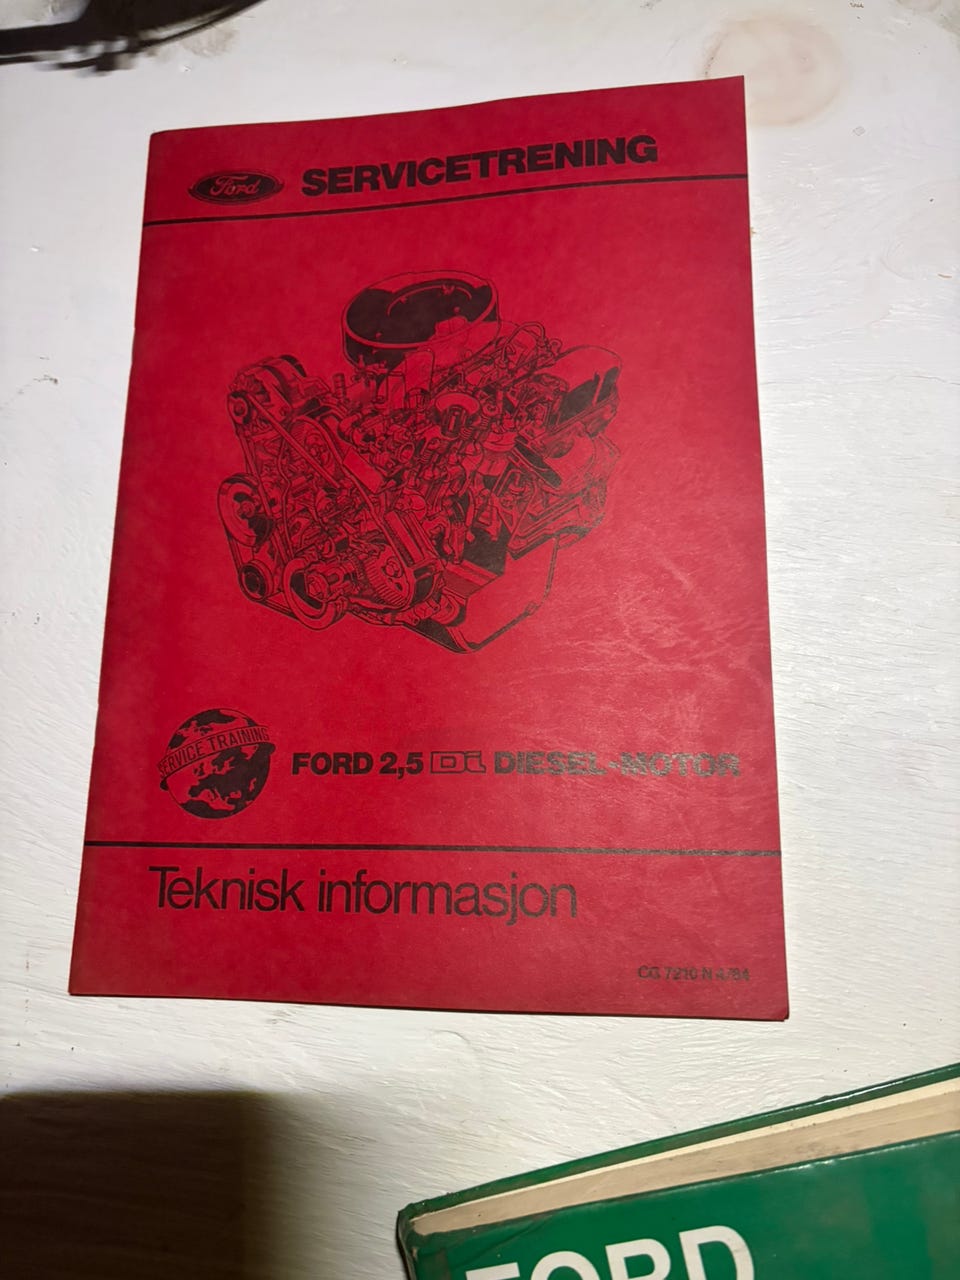 Ford SERVICETRENING
SERVICE TRAINING
FORD 2,5 Di DIESEL-MOTOR
Teknisk informasjon
CG 7210 N 4/84
FORD